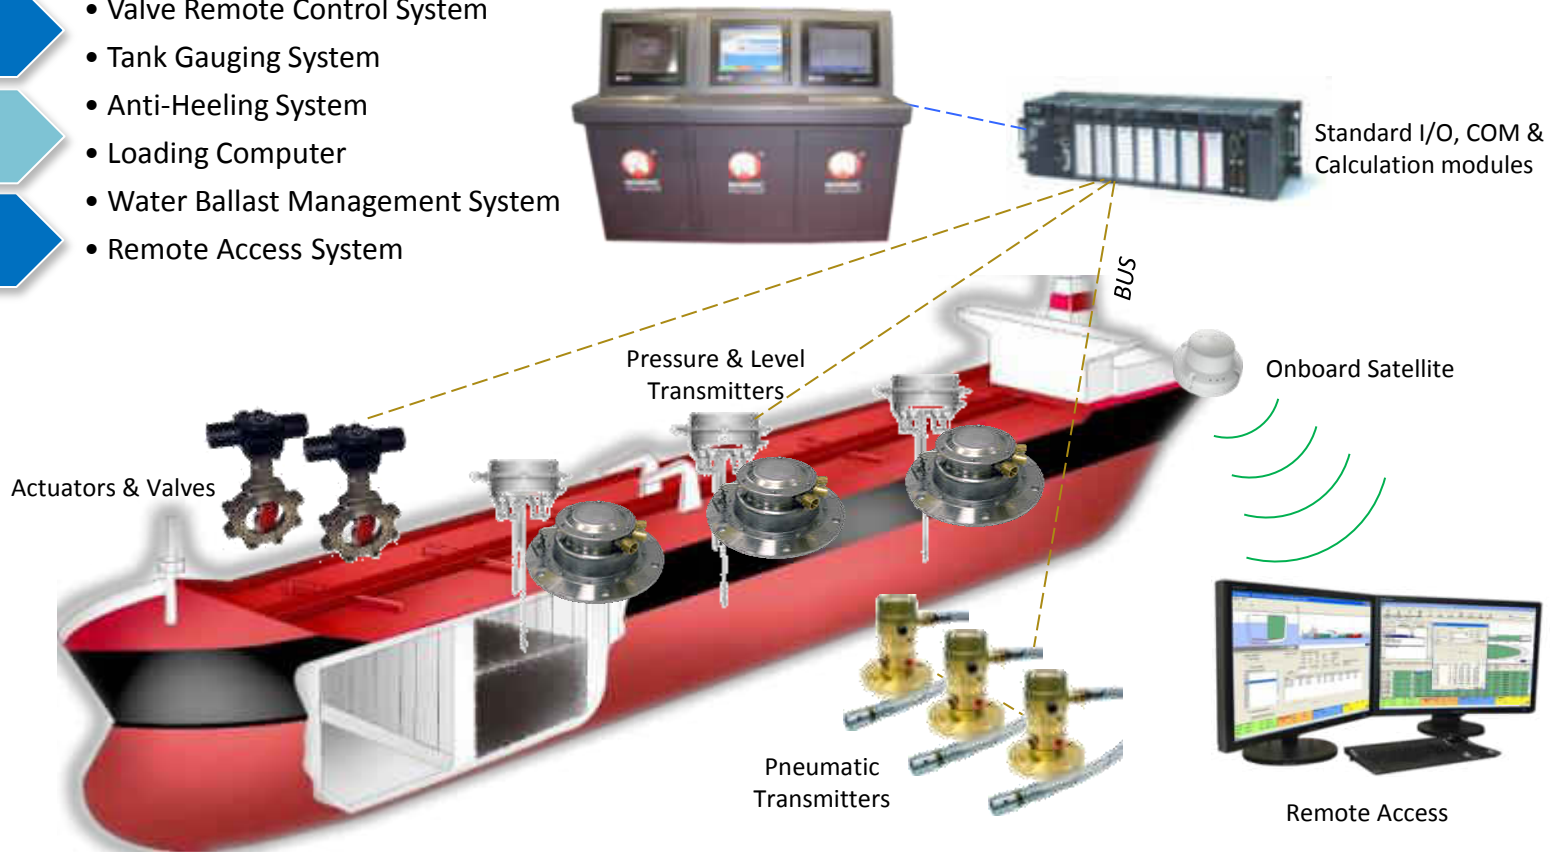 • Valve Remote Control System
• Tank Gauging System
• Anti-Heeling System
• Loading Computer
• Water Ballast Management System
• Remote Access System
Standard I/O, COM &
Calculation modules
BUS
Pressure & Level
Transmitters
Onboard Satellite
Actuators & Valves
Pneumatic
Transmitters
Remote Access